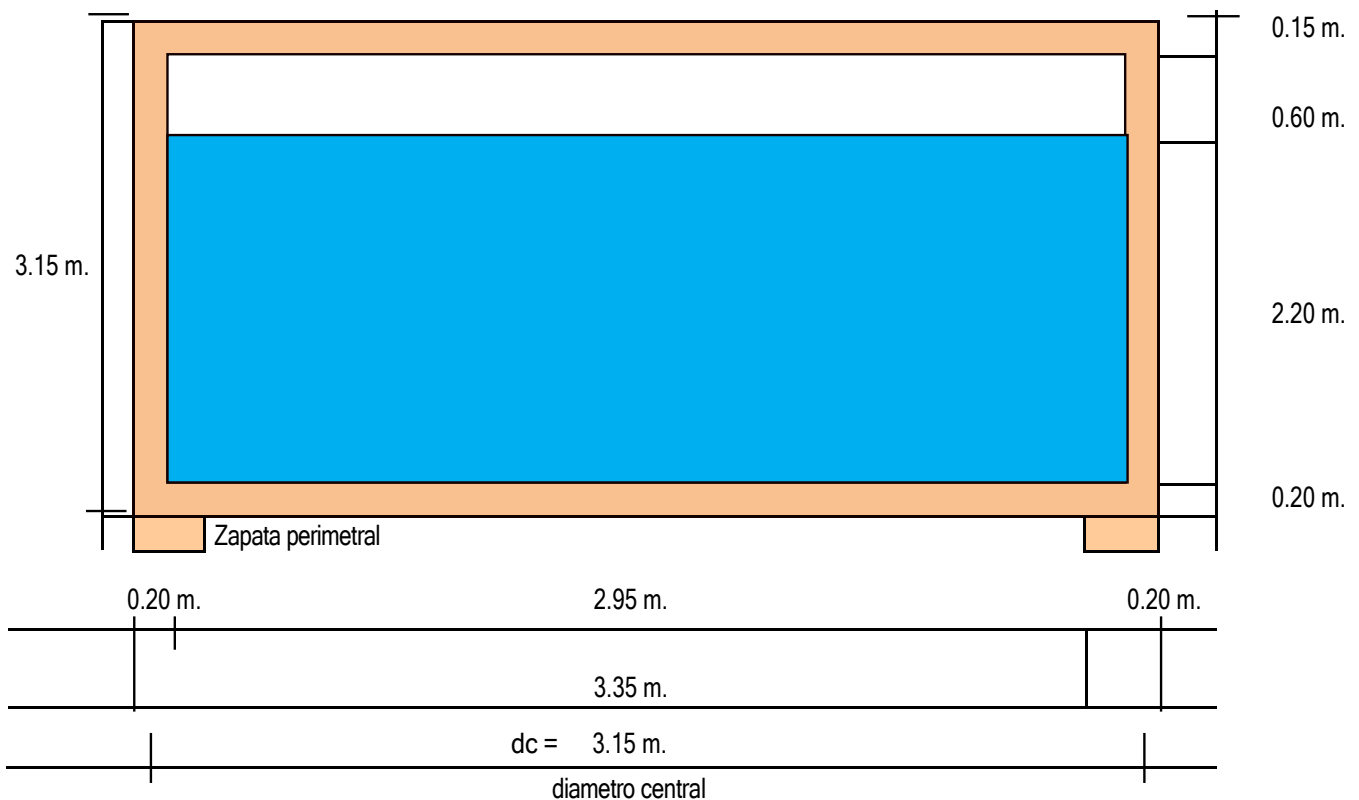 0.15 m.
0.60 m.
3.15 m.
2.20 m.
0.20 m.
Zapata perimetral
0.20 m. 2.95 m. 0.20 m.
3.35 m.
dc = 3.15 m.
diametro central